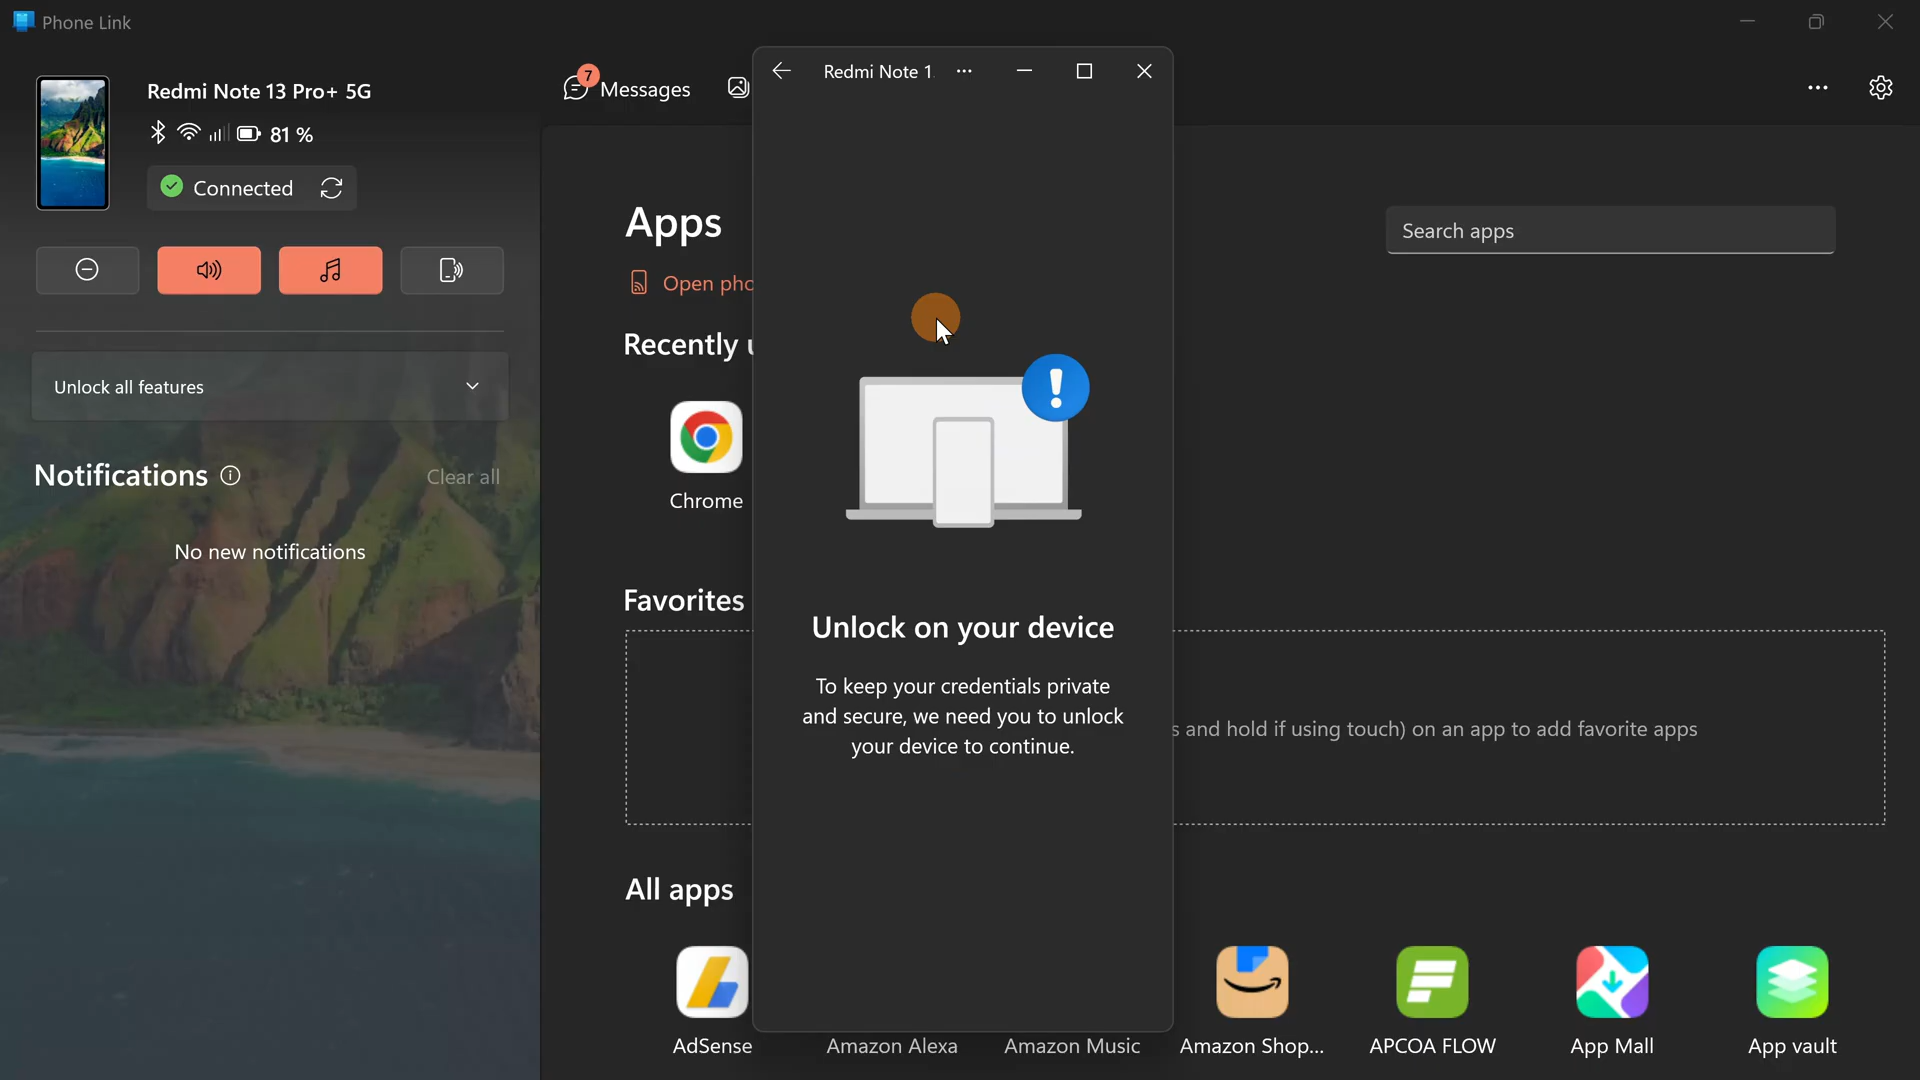 Phone Link
Redmi Note 13 Pro+ 5G
81 %
Connected
Unlock all features
Notifications
Clear all
No new notifications
7
Messages
Apps
Search apps
Open pho
Recently
Chrome
Favorites
s and hold if using touch) on an app to add favorite apps
All apps
AdSense
Amazon Alexa
Amazon Music
Amazon Shop...
APCOA FLOW
App Mall
App vault
Redmi Note 1
Unlock on your device
To keep your credentials private
and secure, we need you to unlock
your device to continue.